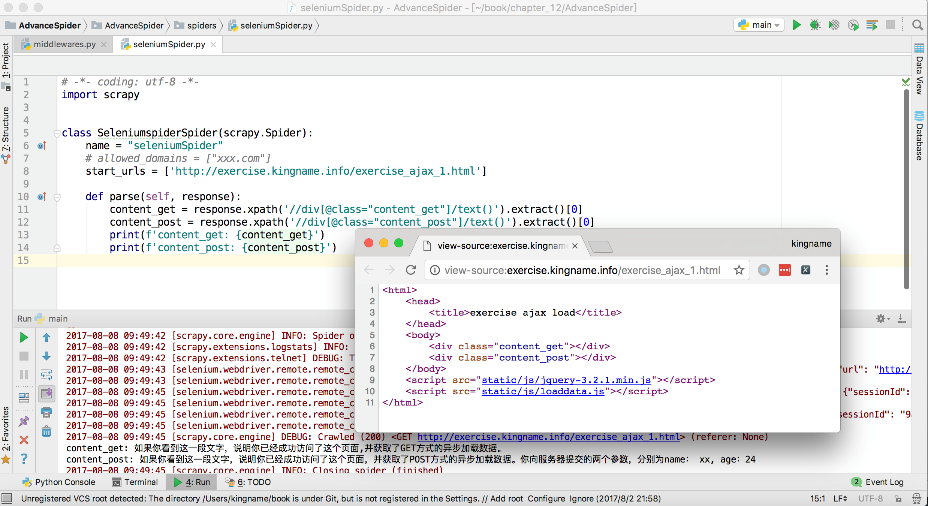 seleniumSpider.py - AdvanceSpider - [~/book/chapter_12/AdvanceSpider]
AdvanceSpider AdvanceSpider spiders seleniumSpider.py main
middlewares.py seleniumSpider.py
1: Project
7: Structure
2: Favorites
Data View
Database
1 # -*- coding: utf-8 -*-
2 import scrapy
3
4
5 class SeleniumspiderSpider(scrapy.Spider):
6 name = "seleniumSpider"
7 # allowed_domains = ["xxx.com"]
8 start_urls = ['http://exercise.kingname.info/exercise_ajax_1.html']
9
10 def parse(self, response):
11 content_get = response.xpath('//div[@class="content_get"]/text()').extract()[0]
12 content_post = response.xpath('//div[@class="content_post"]/text()').extract()[0]
13 print(f'content_get: {content_get}')
14 print(f'content_post: {content_post}')
15
view-source:exercise.kingname kingname
view-source:exercise.kingname.info/exercise_ajax_1.html
1 <html>
2 <head>
3 <title>exercise ajax load</title>
4 </head>
5 <body>
6 <div class="content_get"></div>
7 <div class="content_post"></div>
8 </body>
9 <script src="static/js/jquery-3.2.1.min.js"></script>
10 <script src="static/js/loaddata.js"></script>
11 </html>
Run main
2017-08-08 09:49:42 [scrapy.core.engine] INFO: Spider o
2017-08-08 09:49:42 [scrapy.extensions.logstats] INFO:
2017-08-08 09:49:42 [scrapy.extensions.telnet] DEBUG: T
2017-08-08 09:49:43 [selenium.webdriver.remote.remote_c url": "http:/
2017-08-08 09:49:43 [selenium.webdriver.remote.remote_c
2017-08-08 09:49:45 [selenium.webdriver.remote.remote_c {"sessionId":
2017-08-08 09:49:45 [selenium.webdriver.remote.remote_c
2017-08-08 09:49:45 [selenium.webdriver.remote.remote_c sessionId": "9
2017-08-08 09:49:45 [selenium.webdriver.remote.remote_c
2017-08-08 09:49:45 [scrapy.core.engine] DEBUG: Crawled (200) <GET http://exercise.kingname.info/exercise_ajax_1.html> (referer: None)
content_get: 如果你看到这一段文字，说明你已经成功访问了这个页面,并获取了GET方式的异步加载数据。
content_post: 如果你看到这一段文字，说明你已经成功访问了这个页面，并获取了POST方式的异步加载数据。你向服务器提交的两个参数, 分别为name: xx, age: 24
2017-08-08 09:49:45 [scrapy.core.engine] INFO: Closing spider (finished)
Python Console Terminal 4: Run 6: TODO 2 Event Log
Unregistered VCS root detected: The directory /Users/kingname/book is under Git, but is not registered in the Settings. // Add root Configure Ignore (2017/8/2 21:58) 15:1 LF UTF-8